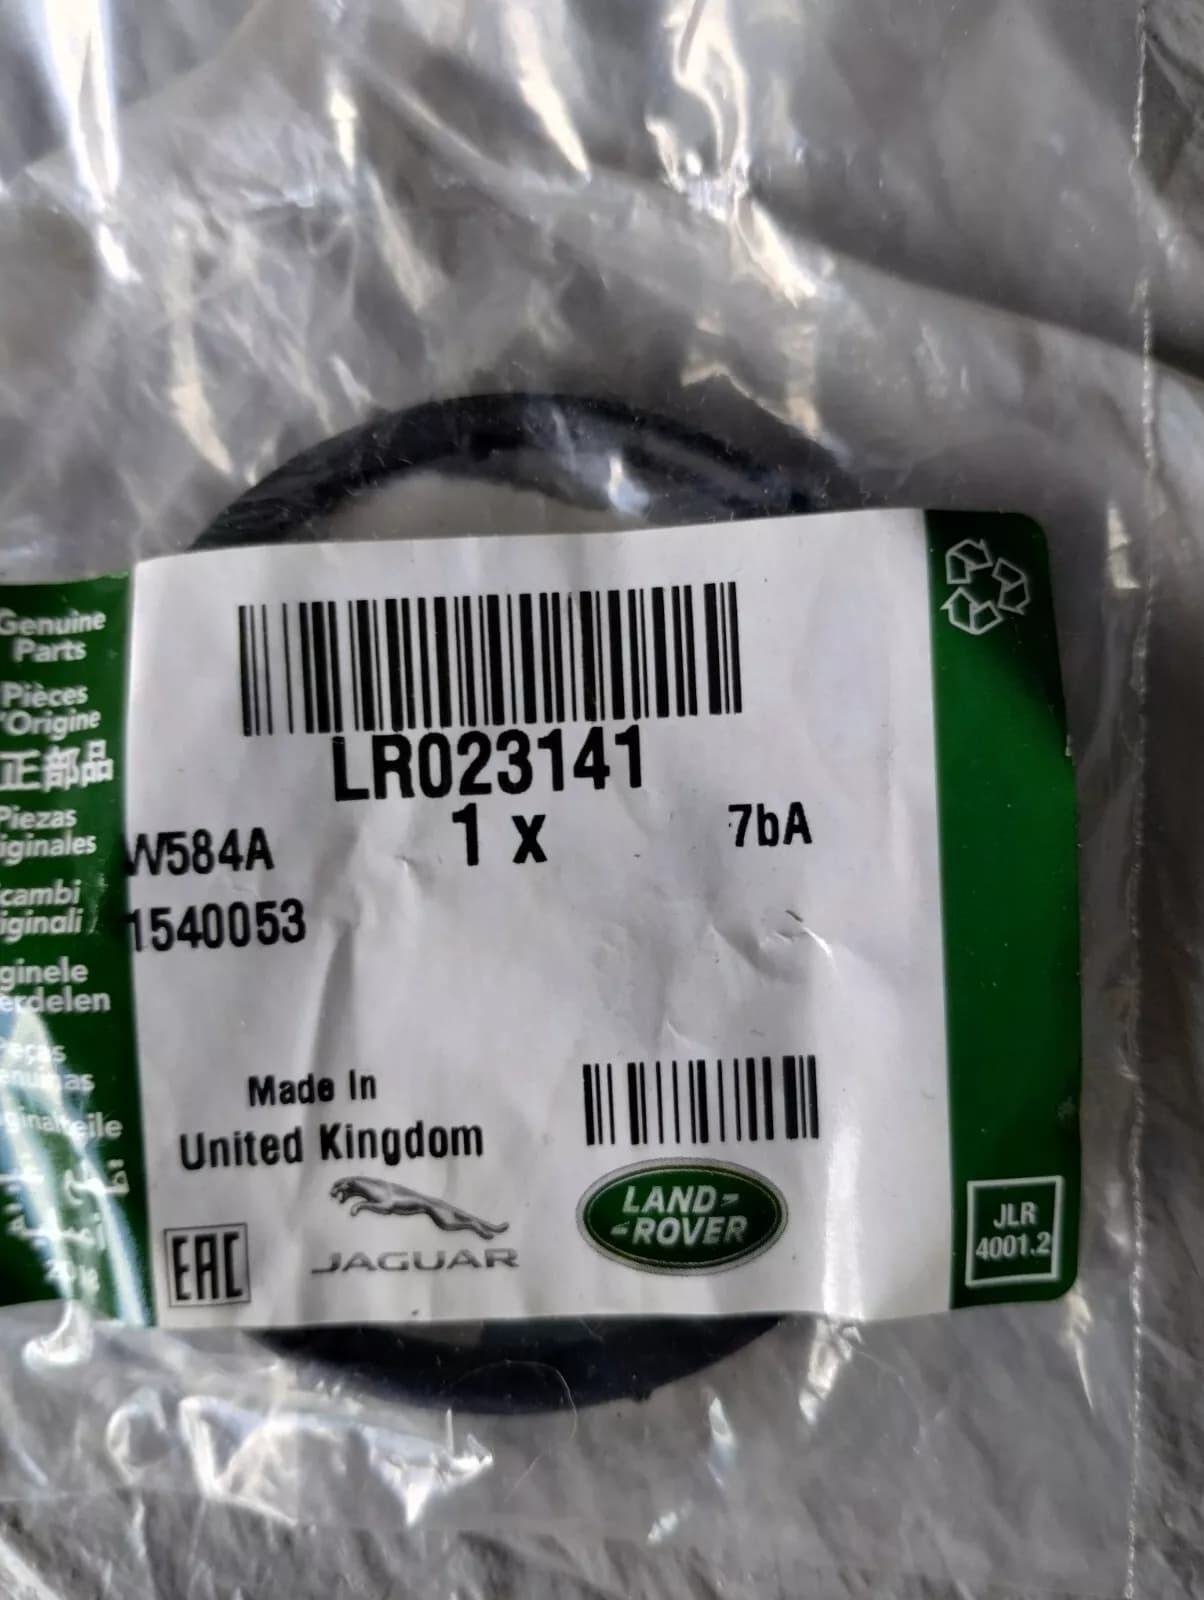 Genuine
Parts
Pièces
'Origine
正部品
Piezas
iginales
cambi
iginali
ginele
erdelen
LR023141
W584A
1 x
7bA
1540053
Made In
United Kingdom
EAC
JAGUAR
LAND
ROVER
JLR
4001.2